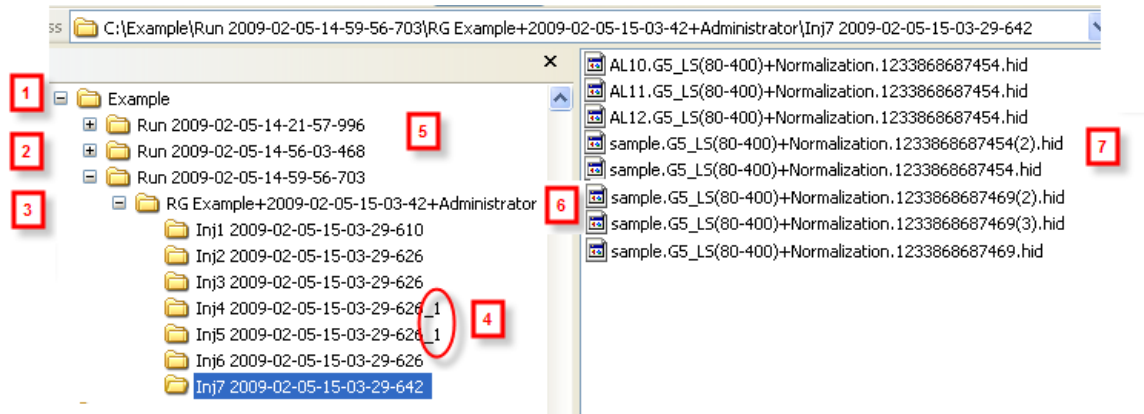 ss C:\Example\Run 2009-02-05-14-59-56-703\RG Example+2009-02-05-15-03-42+Administrator\Inj7 2009-02-05-15-03-29-642
×
1 Example
Run 2009-02-05-14-21-57-996 5
2 Run 2009-02-05-14-56-03-468
Run 2009-02-05-14-59-56-703
3 RG Example+2009-02-05-15-03-42+Administrator 6
Inj1 2009-02-05-15-03-29-610
Inj2 2009-02-05-15-03-29-626
Inj3 2009-02-05-15-03-29-626
Inj4 2009-02-05-15-03-29-626_1
4
Inj5 2009-02-05-15-03-29-626_1
Inj6 2009-02-05-15-03-29-626
Inj7 2009-02-05-15-03-29-642
AL10.G5_LS(80-400)+Normalization.1233868687454.hid
AL11.G5_LS(80-400)+Normalization.1233868687454.hid
AL12.G5_LS(80-400)+Normalization.1233868687454.hid
sample.G5_LS(80-400)+Normalization.1233868687454(2).hid 7
sample.G5_LS(80-400)+Normalization.1233868687454.hid
sample.G5_LS(80-400)+Normalization.1233868687469(2).hid
sample.G5_LS(80-400)+Normalization.1233868687469(3).hid
sample.G5_LS(80-400)+Normalization.1233868687469.hid